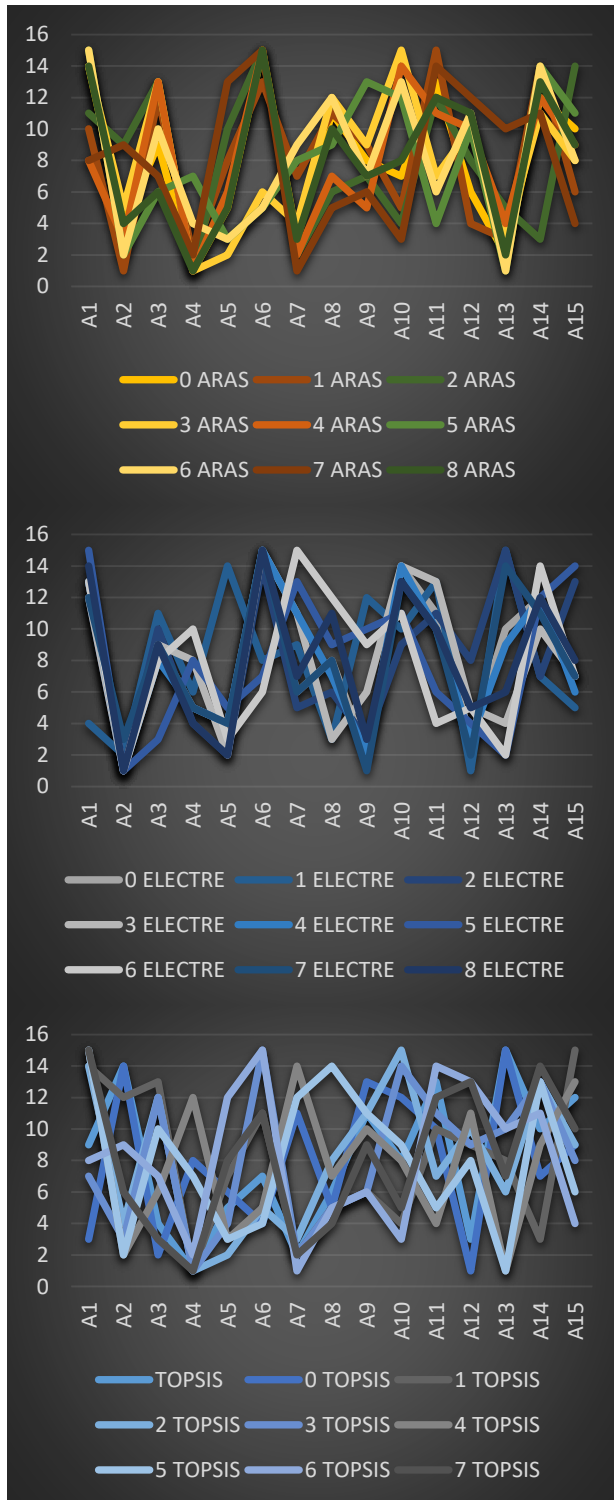 16
14
12
10
8
6
4
2
0
A1 A2 A3 A4 A5 A6 A7 A8 A9 A10 A11 A12 A13 A14 A15
0 ARAS 1 ARAS 2 ARAS
3 ARAS 4 ARAS 5 ARAS
6 ARAS 7 ARAS 8 ARAS
16
14
12
10
8
6
4
2
0
A1 A2 A3 A4 A5 A6 A7 A8 A9 A10 A11 A12 A13 A14 A15
0 ELECTRE 1 ELECTRE 2 ELECTRE
3 ELECTRE 4 ELECTRE 5 ELECTRE
6 ELECTRE 7 ELECTRE 8 ELECTRE
16
14
12
10
8
6
4
2
0
A1 A2 A3 A4 A5 A6 A7 A8 A9 A10 A11 A12 A13 A14 A15
TOPSIS 0 TOPSIS 1 TOPSIS
2 TOPSIS 3 TOPSIS 4 TOPSIS
5 TOPSIS 6 TOPSIS 7 TOPSIS